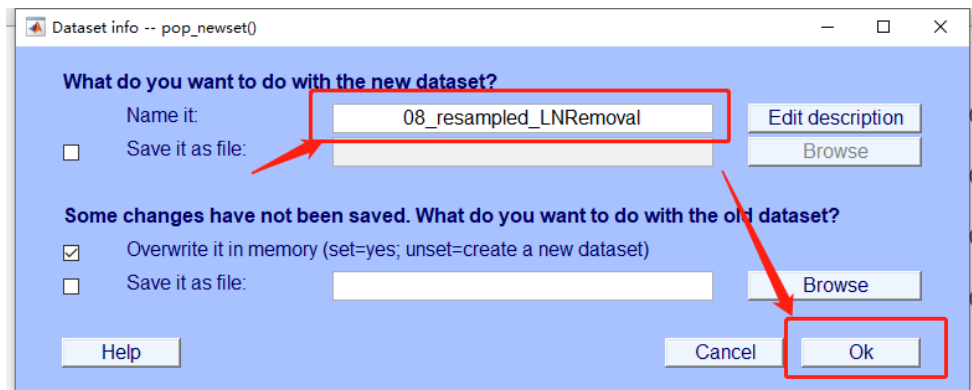 Dataset info -- pop_newset()
What do you want to do with the new dataset?
Name it: 08_resampled_LNRemoval Edit description
Save it as file: Browse
Some changes have not been saved. What do you want to do with the old dataset?
Overwrite it in memory (set=yes; unset=create a new dataset)
Save it as file: Browse
Help Cancel Ok